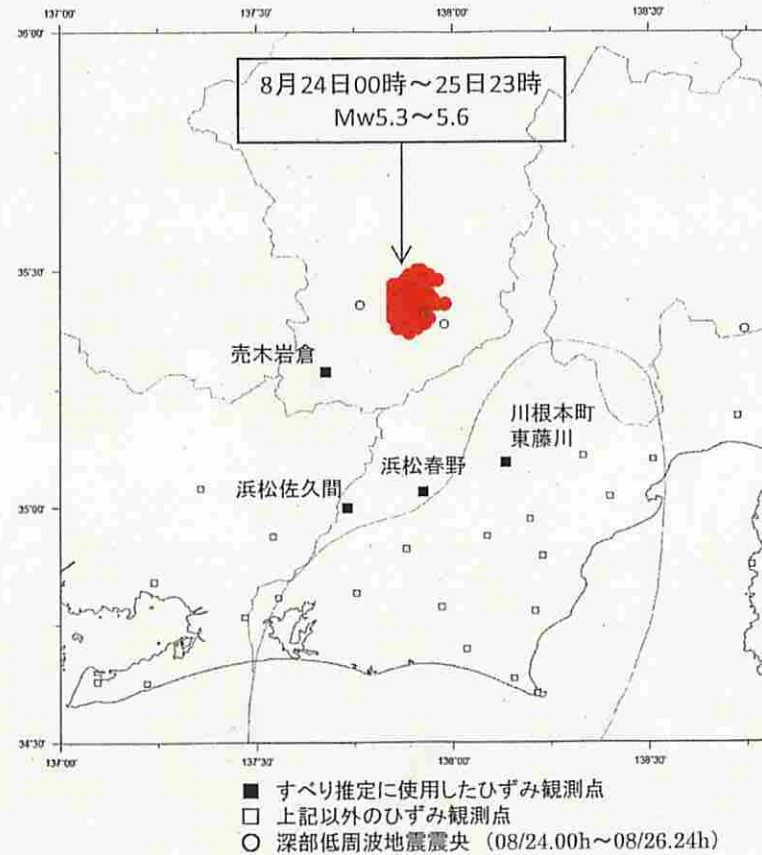 137°00'
137°30'
138°00'
138°30'
36°00'
8月24日00時～25日23時
Mw5.3～5.6
35°30'
売木岩倉
川根本町
東藤川
浜松春野
浜松佐久間
35°00'
34°30'
137°00'
137°30'
138°00'
138°30'
■ すべり推定に使用したひずみ観測点
□ 上記以外のひずみ観測点
○ 深部低周波地震震央 (08/24.00h～08/26.24h)